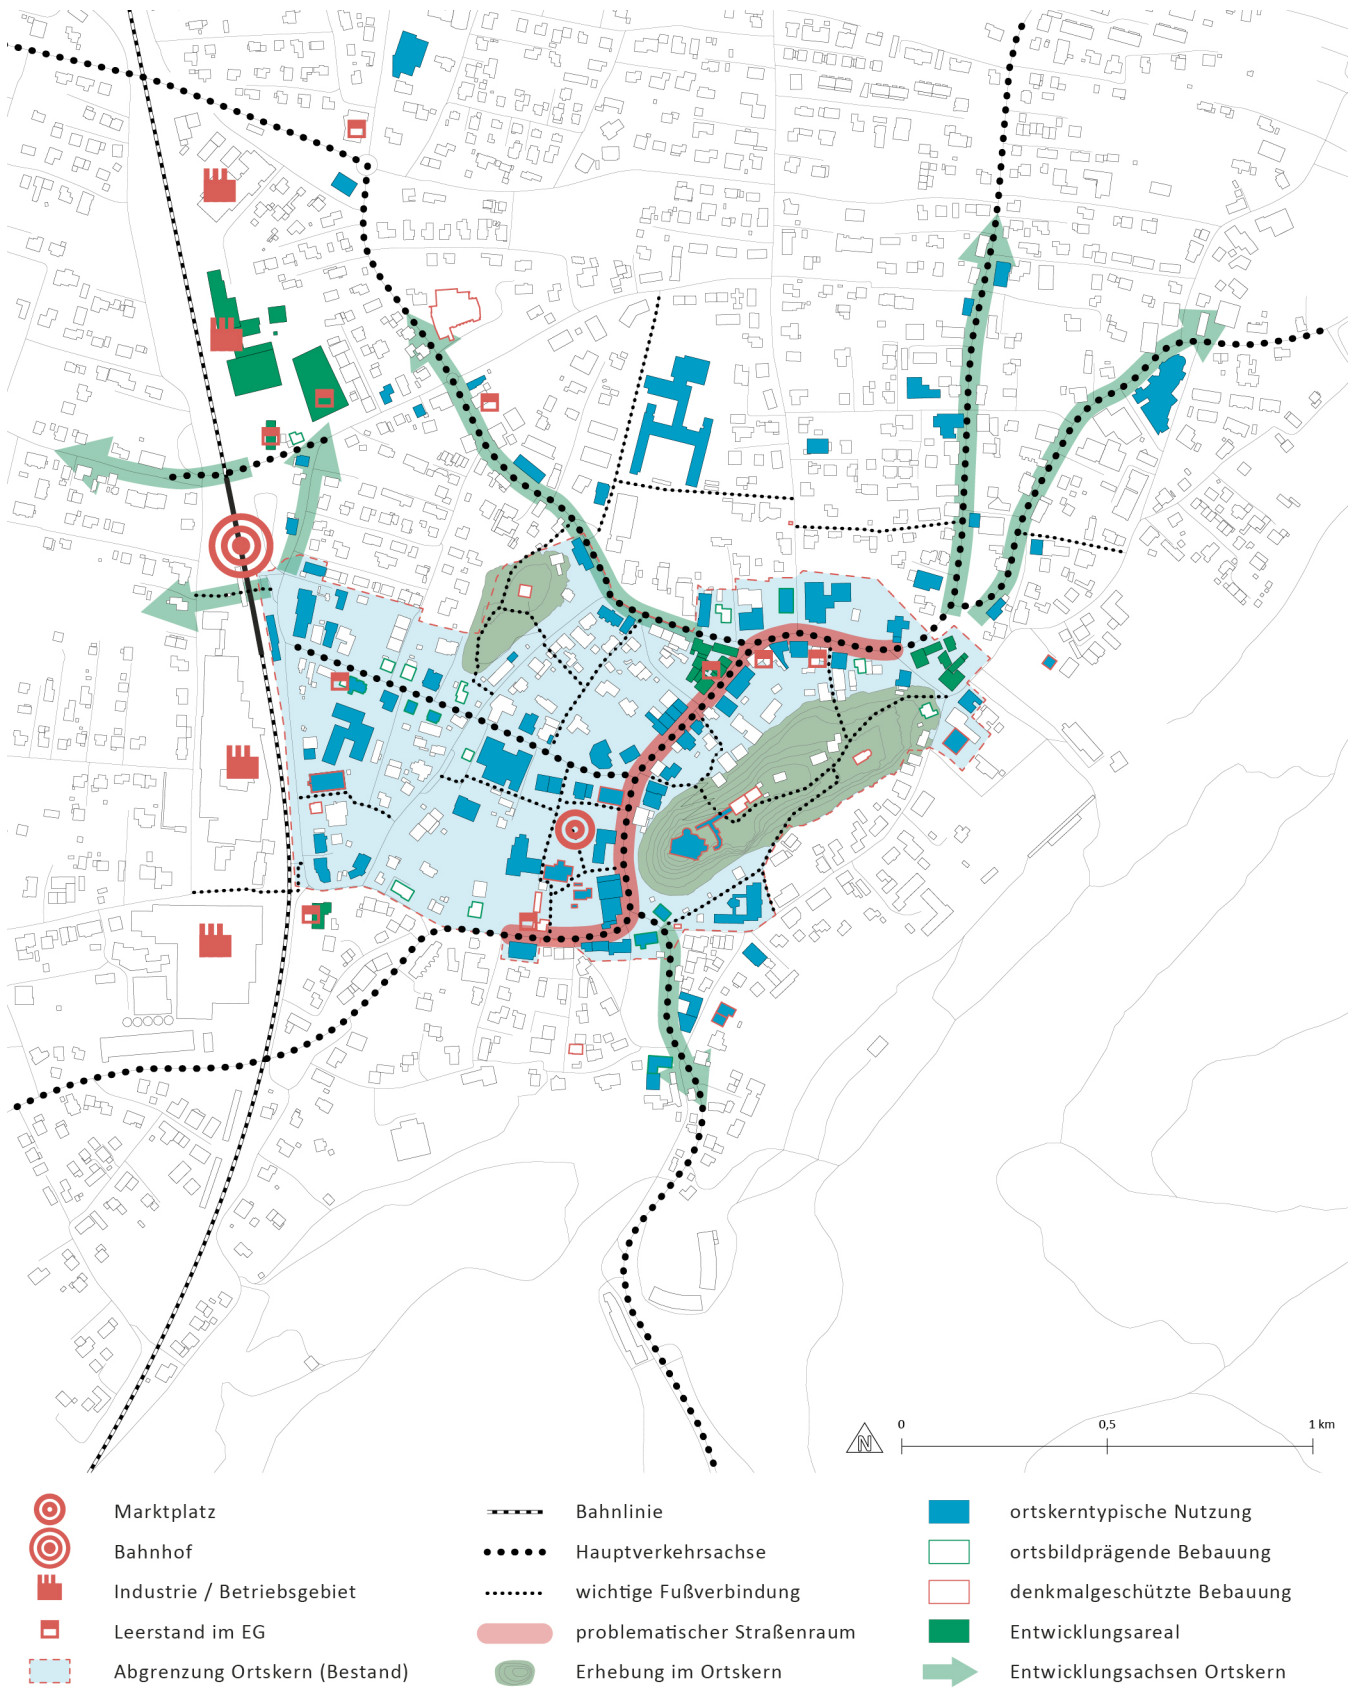 N
0
0,5
1 km
Marktplatz
Bahnlinie
ortskerntypische Nutzung
Bahnhof
Hauptverkehrsachse
ortsbildprägende Bebauung
Industrie / Betriebsgebiet
wichtige Fußverbindung
denkmalgeschützte Bebauung
Leerstand im EG
problematischer Straßenraum
Entwicklungsareal
Abgrenzung Ortskern (Bestand)
Erhebung im Ortskern
Entwicklungsachsen Ortskern